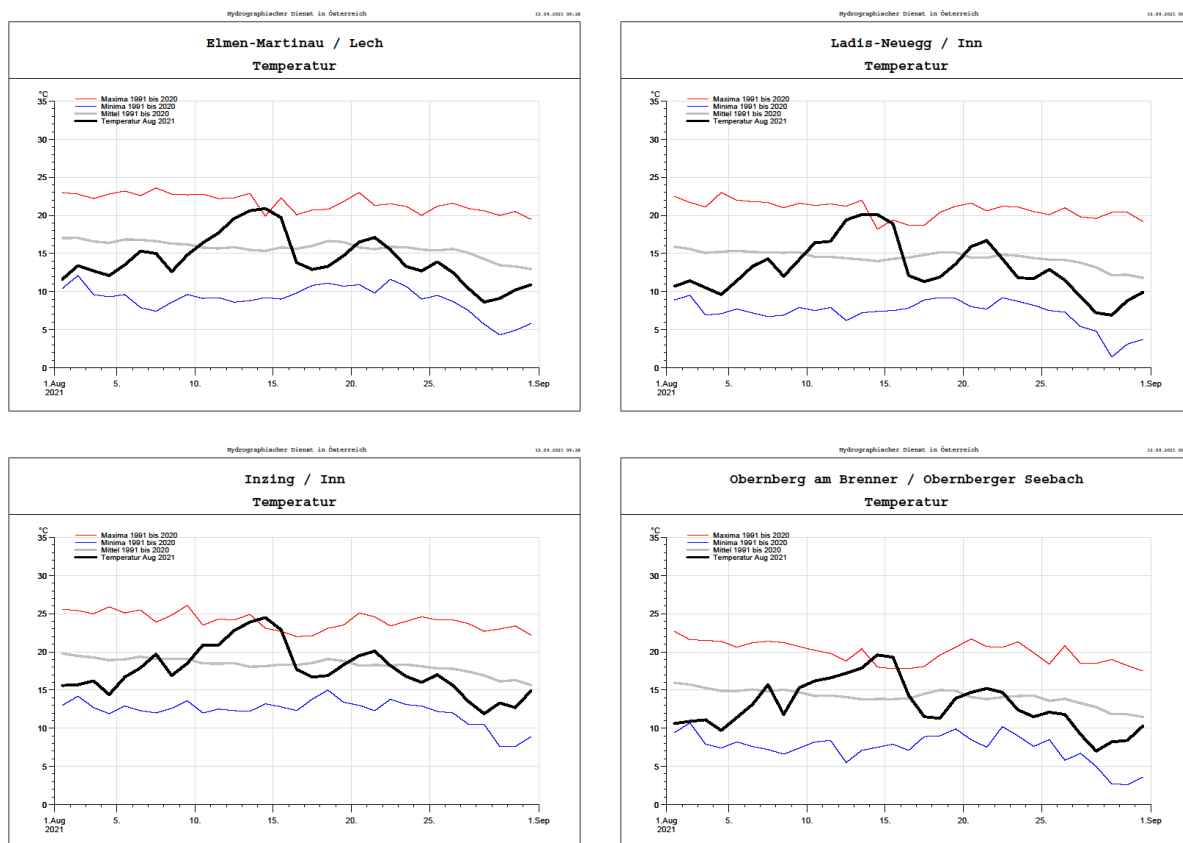 Hydrographischer Dienst in Österreich 13.09.2021 09:38
Elmen-Martinau / Lech
Temperatur
°C
35
30
25
20
15
10
5
0
Maxima 1991 bis 2020
Minima 1991 bis 2020
Mittel 1991 bis 2020
Temperatur Aug 2021
1.Aug 5. 10. 15. 20. 25. 1.Sep
2021
Hydrographischer Dienst in Österreich 13.09.2021
Ladis-Neuegg / Inn
Temperatur
°C
35
30
25
20
15
10
5
0
Maxima 1991 bis 2020
Minima 1991 bis 2020
Mittel 1991 bis 2020
Temperatur Aug 2021
1.Aug 5. 10. 15. 20. 25. 1.Sep
2021
Hydrographischer Dienst in Österreich 13.09.2021 09:38
Inzing / Inn
Temperatur
°C
35
30
25
20
15
10
5
0
Maxima 1991 bis 2020
Minima 1991 bis 2020
Mittel 1991 bis 2020
Temperatur Aug 2021
1.Aug 5. 10. 15. 20. 25. 1.Sep
2021
Hydrographischer Dienst in Österreich 13.09.2021
Obernberg am Brenner / Obernberger Seebach
Temperatur
°C
35
30
25
20
15
10
5
0
Maxima 1991 bis 2020
Minima 1991 bis 2020
Mittel 1991 bis 2020
Temperatur Aug 2021
1.Aug 5. 10. 15. 20. 25. 1.Sep
2021